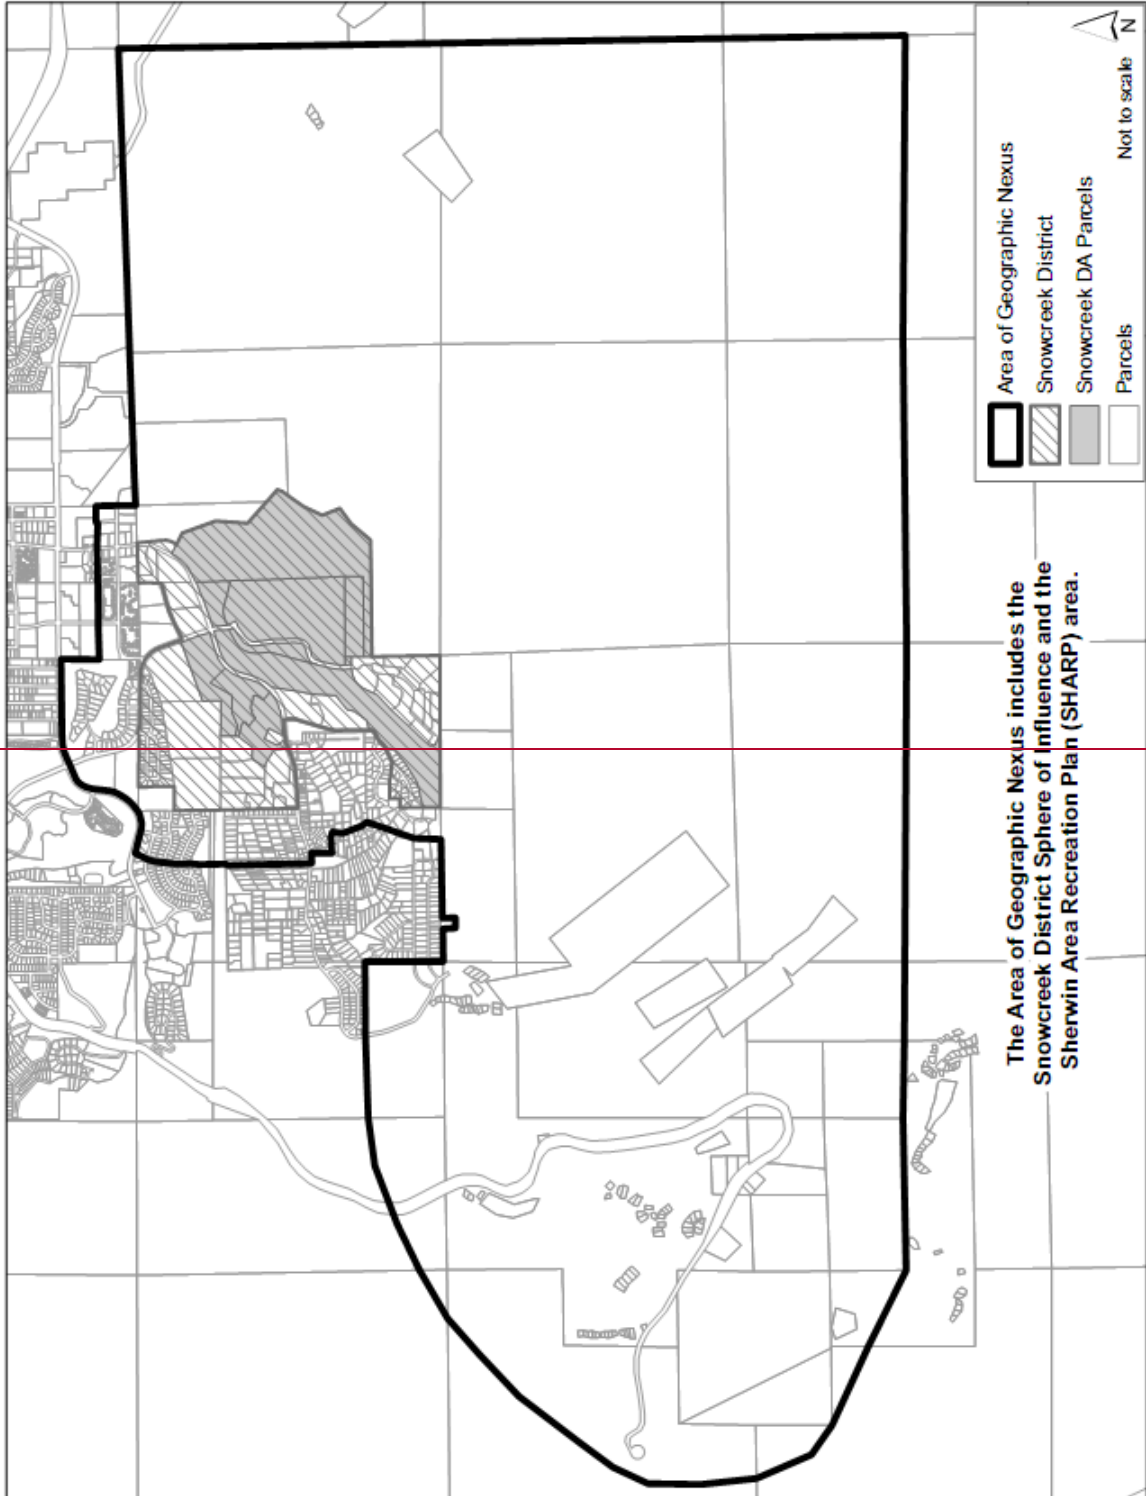 Area of Geographic Nexus
Snowcreek District
Snowcreek DA Parcels
Parcels
Not to scale
N
The Area of Geographic Nexus includes the
Snowcreek District Sphere of Influence and the
Sherwin Area Recreation Plan (SHARP) area.